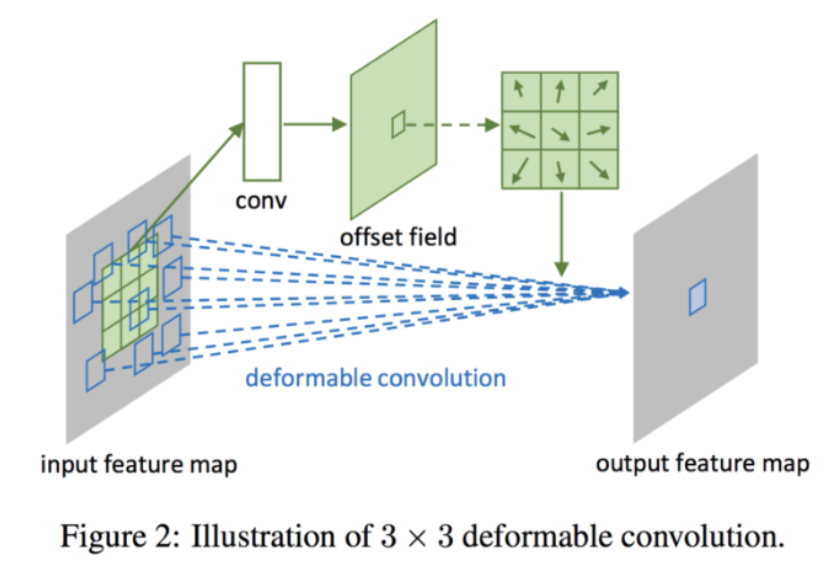 conv
offset field
deformable convolution
input feature map
output feature map
Figure 2: Illustration of 3 × 3 deformable convolution.